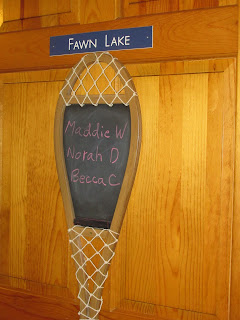 FAWN LAKE
Maddie W
Norah D
Becca C